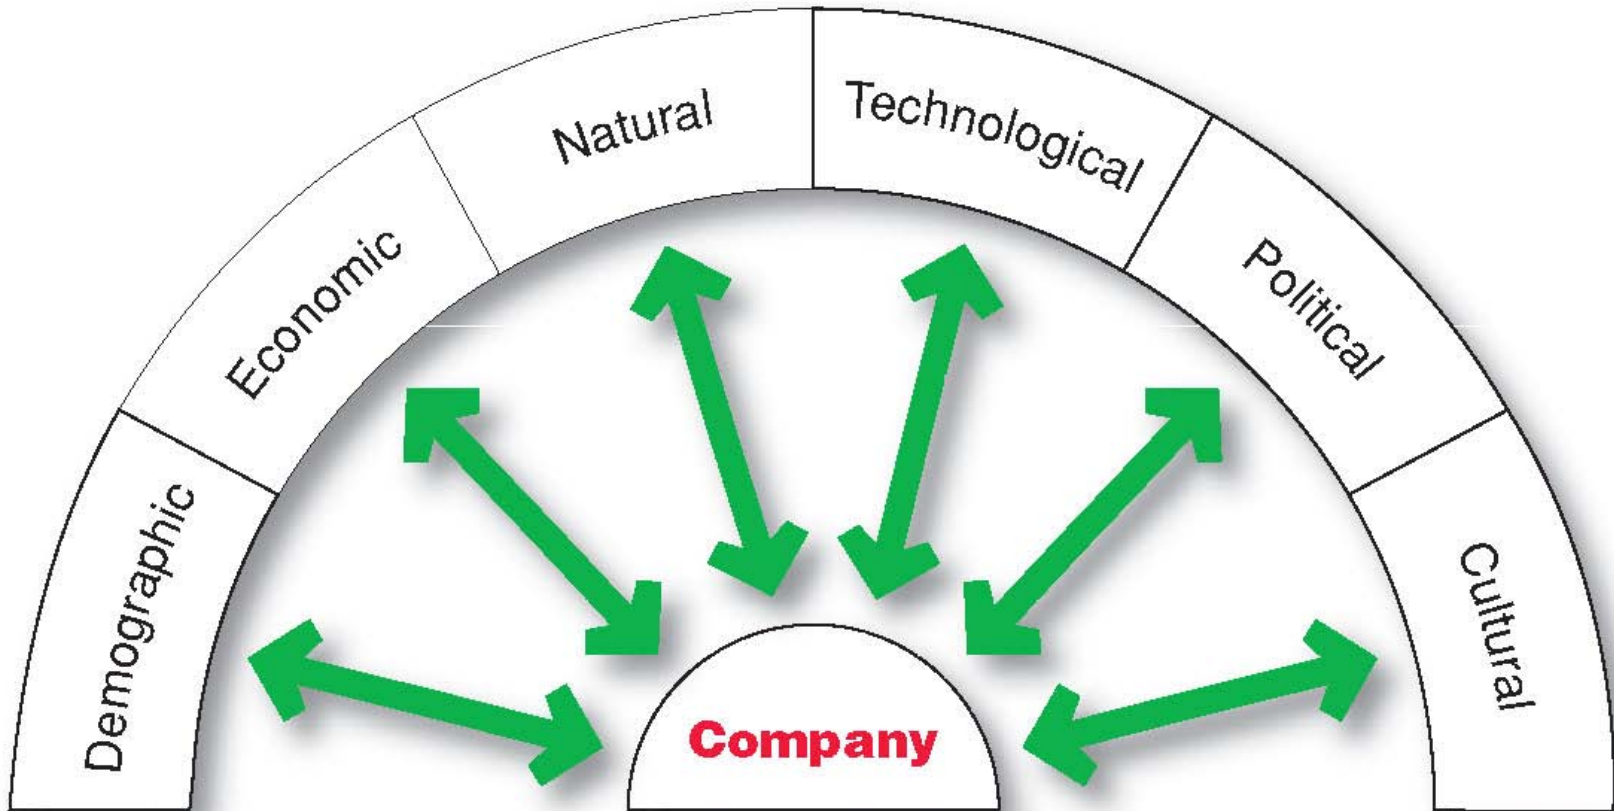 Demographic
Economic
Natural
Technological
Political
Cultural
Company